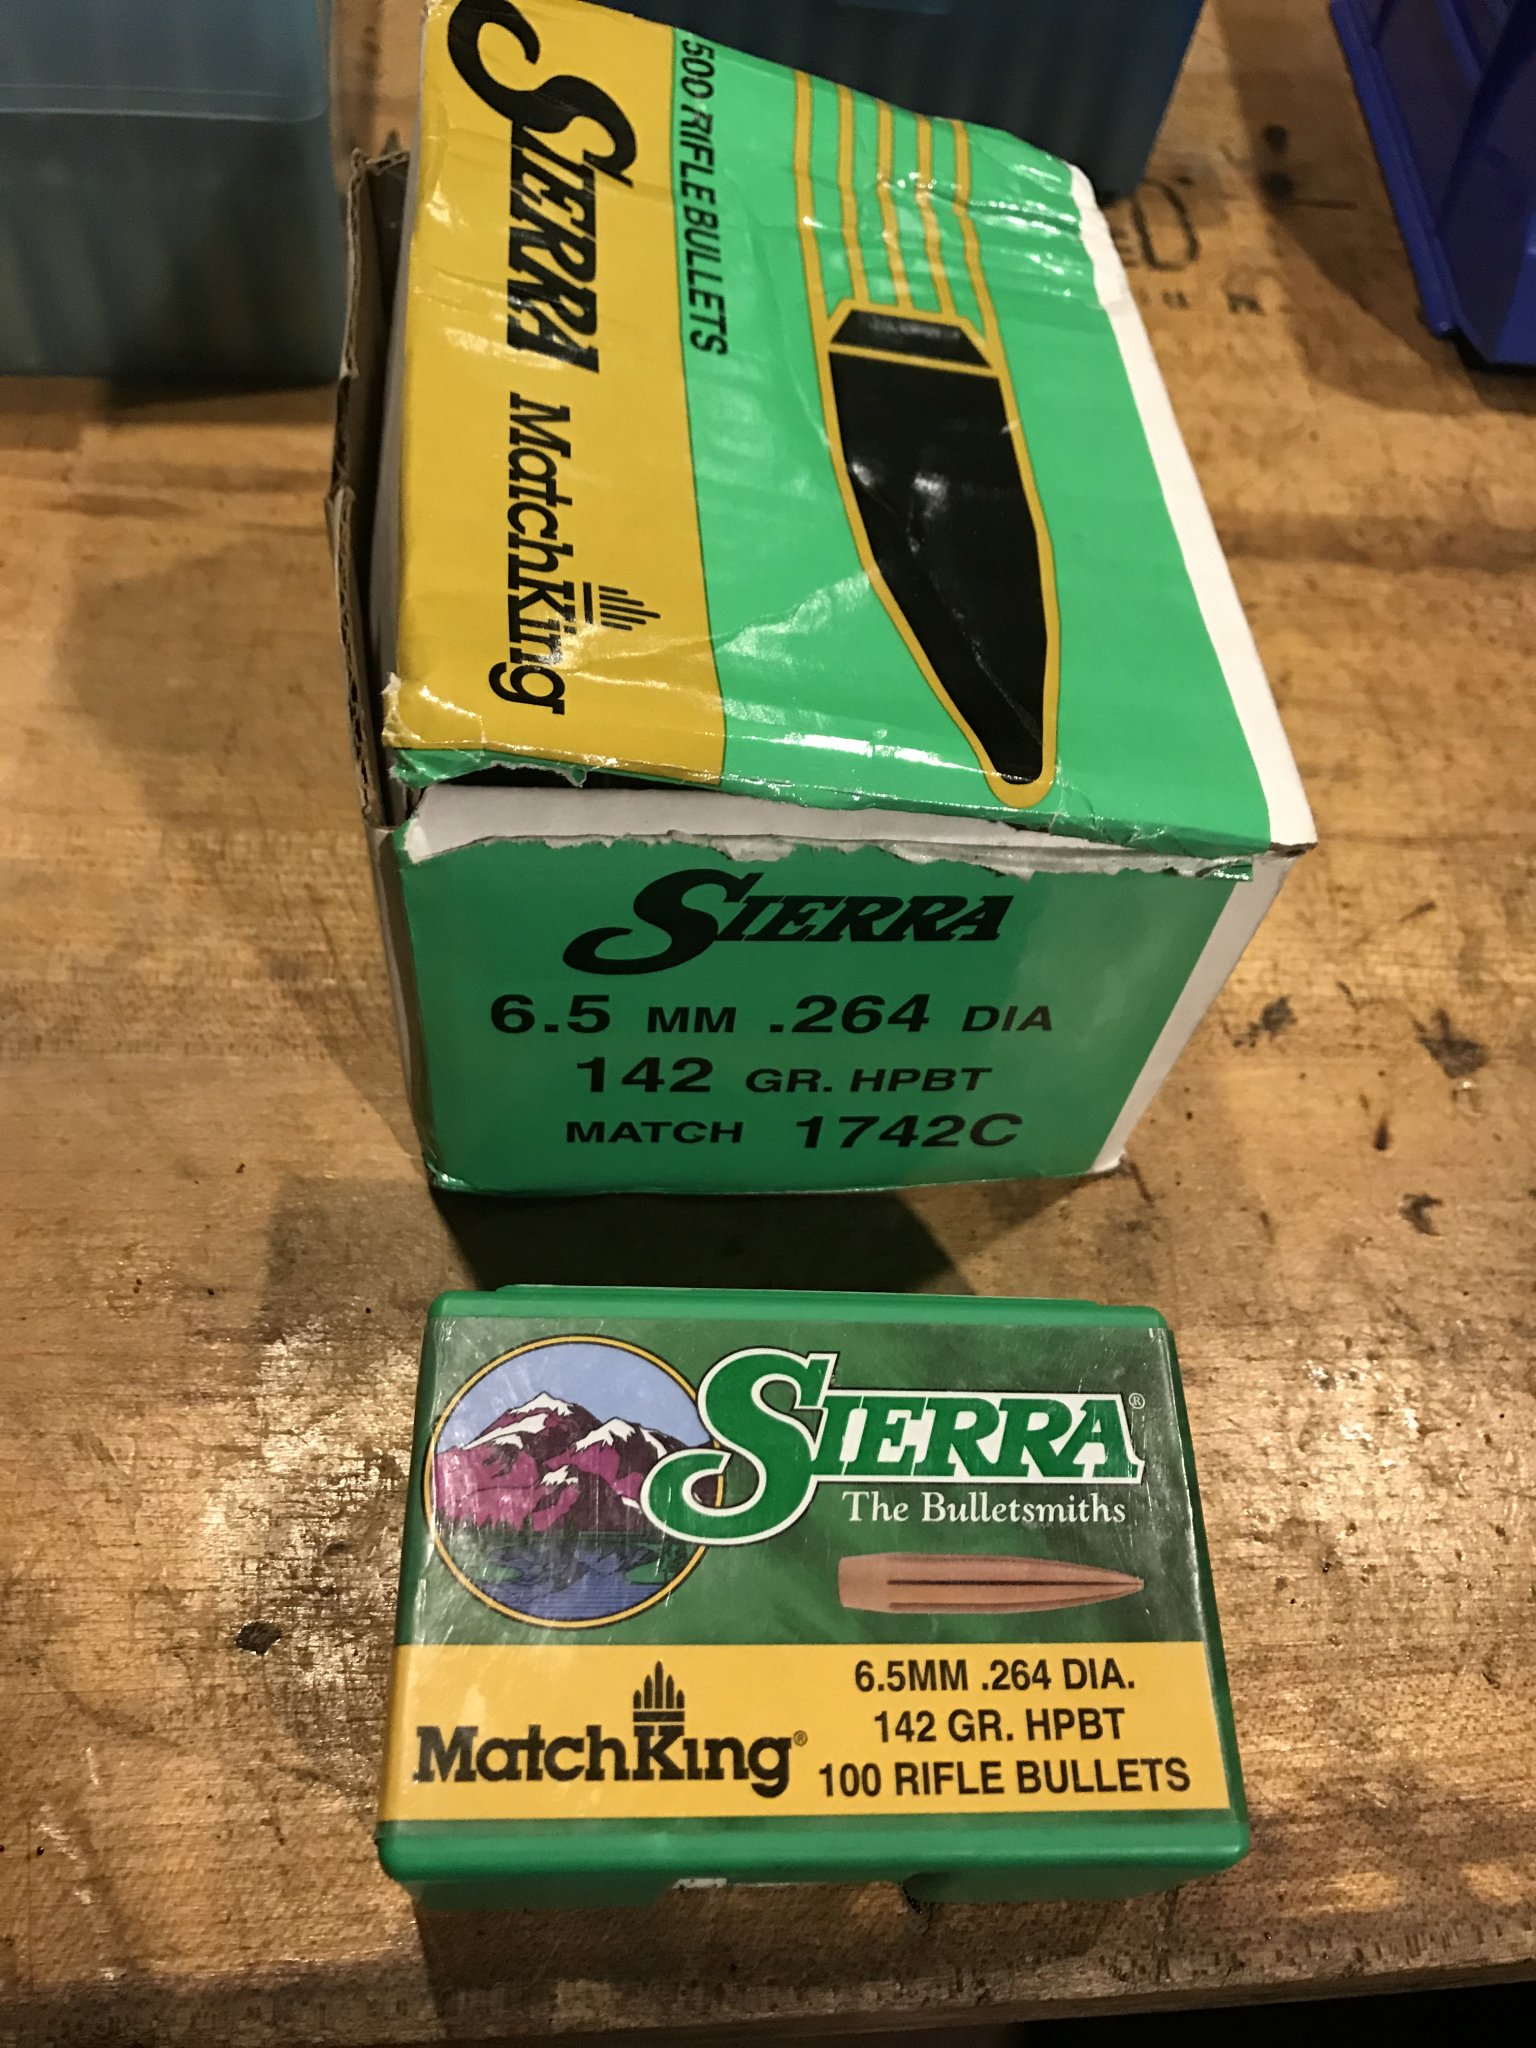 SIERRA MatchKing
500 RIFLE BULLETS
SIERRA
6.5 MM .264 DIA
142 GR. HPBT
MATCH 1742C
SIERRA®
The Bulletsmiths
MatchKing®
6.5MM .264 DIA.
142 GR. HPBT
100 RIFLE BULLETS